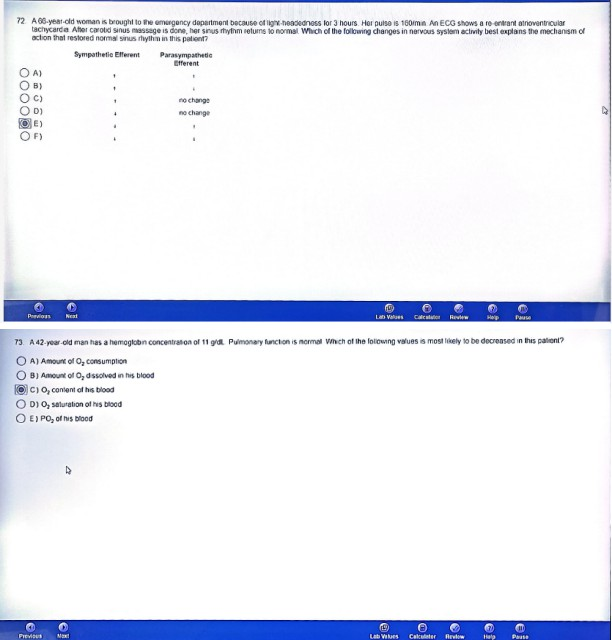 72. A 68-year-old woman is brought to the emergency department because of light-headedness for 3 hours. Her pulse is 160/min. An ECG shows a re-entrant atrioventricular
tachycardia. After carotid sinus massage is done, her sinus rhythm returns to normal. Which of the following changes in nervous system activity best explains the mechanism of
action that restored normal sinus rhythm in this patient?
Sympathetic Efferent Parasympathetic
Efferent
A)
B)
C) no change
D) no change
E)
F)
Previous Next Lab Values Calculator Review Help Pause
73. A 42-year-old man has a hemoglobin concentration of 11 g/dL. Pulmonary function is normal. Which of the following values is most likely to be decreased in this patient?
A) Amount of O₂ consumption
B) Amount of O₂ dissolved in his blood
C) O₂ content of his blood
D) O₂ saturation of his blood
E) PO₂ of his blood
Previous Next Lab Values Calculator Review Help Pause